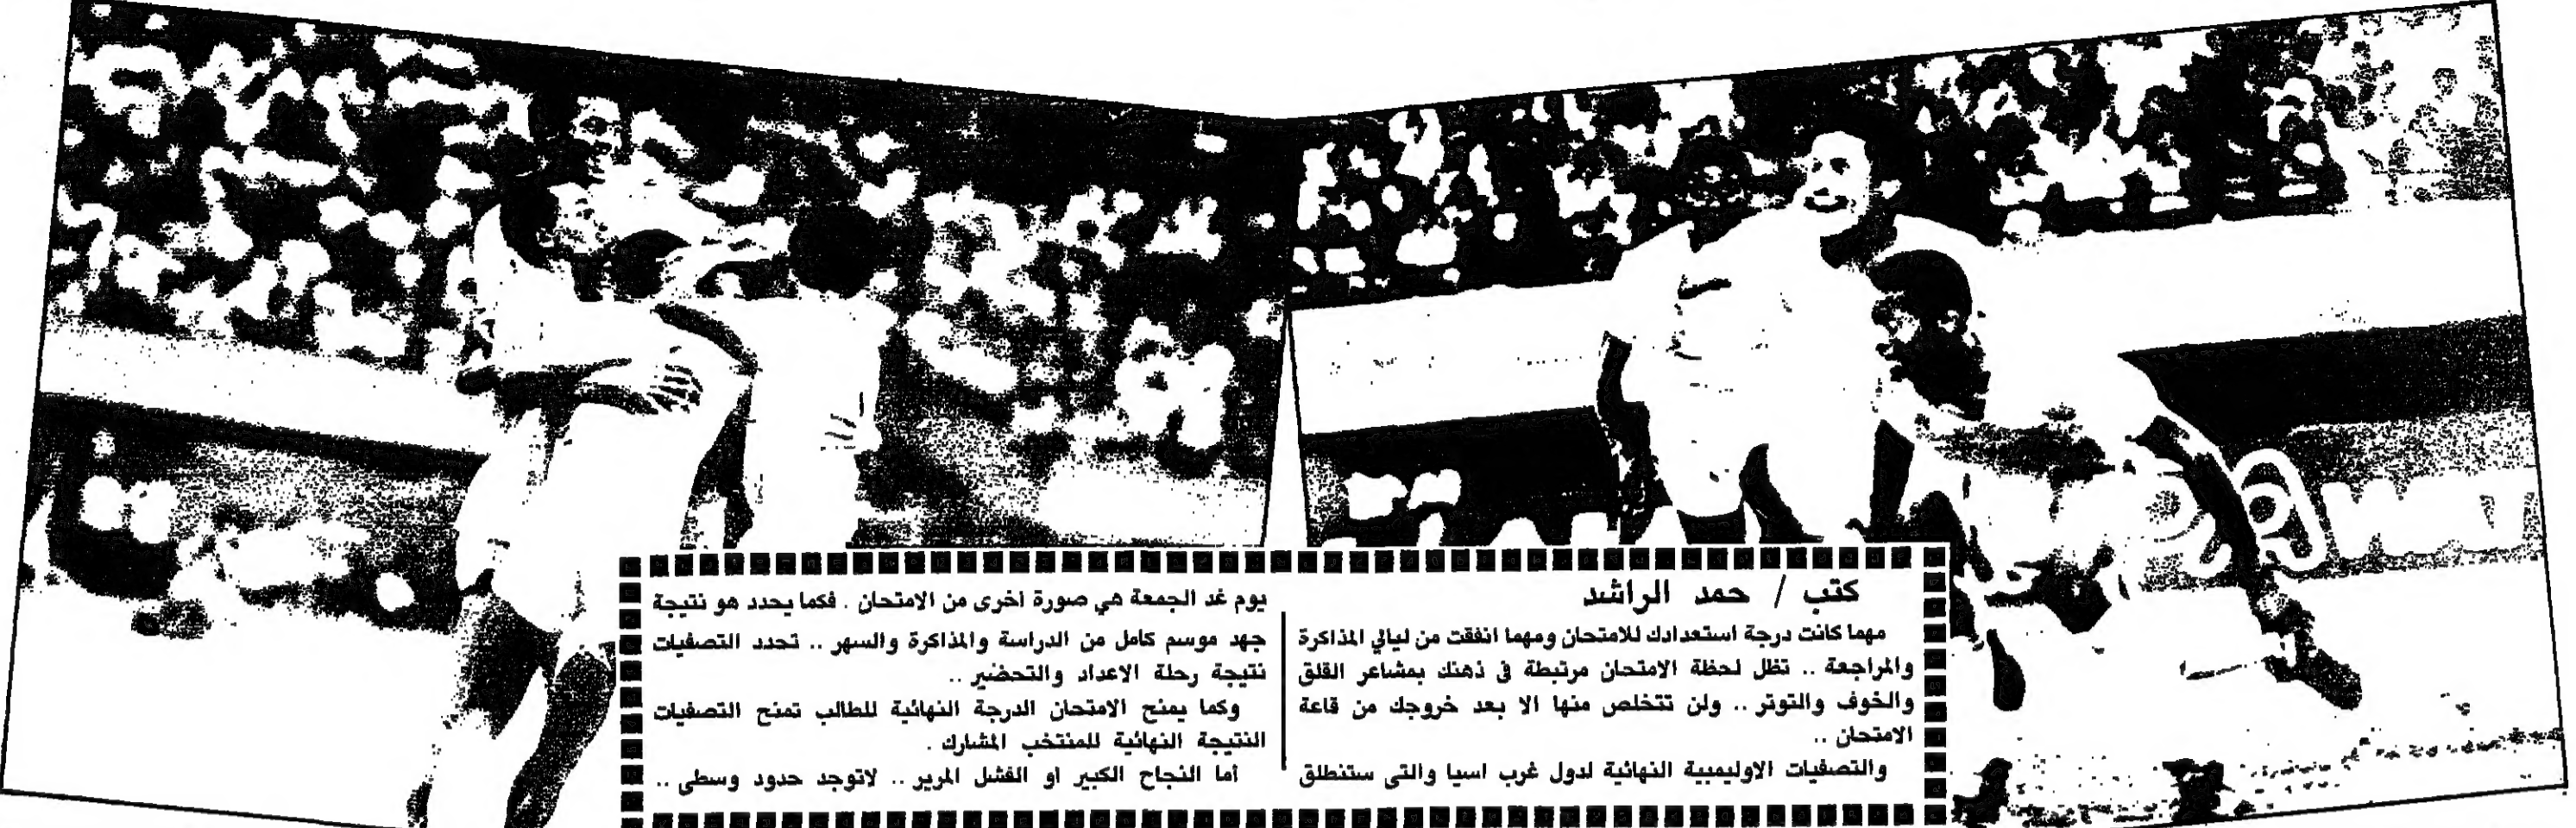 كتب / حمد الراشد
مهما كانت درجة استعدادك للامتحان ومهما انفقت من ليالي المذاكرة
والمراجعة .. تظل لحظة الامتحان مرتبطة في ذهنك بمشاعر القلق
والخوف والتوتر .. ولن تتخلص منها الا بعد خروجك من قاعة
الامتحان ..
والتصفيات الاوليمبية النهائية لدول غرب اسيا والتى ستنطلق
يوم غد الجمعة هي صورة اخرى من الامتحان . فكما يحدد هو نتيجة
جهد موسم كامل من الدراسة والمذاكرة والسهر .. تحدد التصفيات
نتيجة رحلة الاعداد والتحضير ..
وكما يمنح الامتحان الدرجة النهائية للطالب تمنح التصفيات
النتيجة النهائية للمنتخب المشارك .
أما النجاح الكبير او الفشل المرير .. لاتوجد حدود وسطى ..